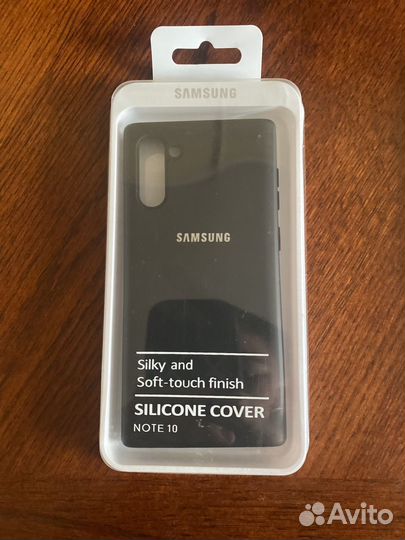 SAMSUNG
SAMSUNG
Silky and
Soft-touch finish
SILICONE COVER
NOTE 10
Avito